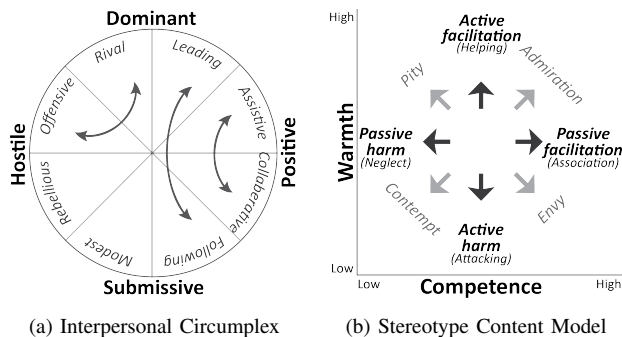 Dominant
Rival
Leading
Offensive
Assistive
Hostile
Positive
Rebellious
Collaborative
Modest
Following
Submissive
(a) Interpersonal Circumplex
High
Active
facilitation
(Helping)
Pity
Admiration
Warmth
Passive
harm
(Neglect)
Passive
facilitation
(Association)
Contempt
Envy
Active
harm
(Attacking)
Low
Low
Competence
High
(b) Stereotype Content Model